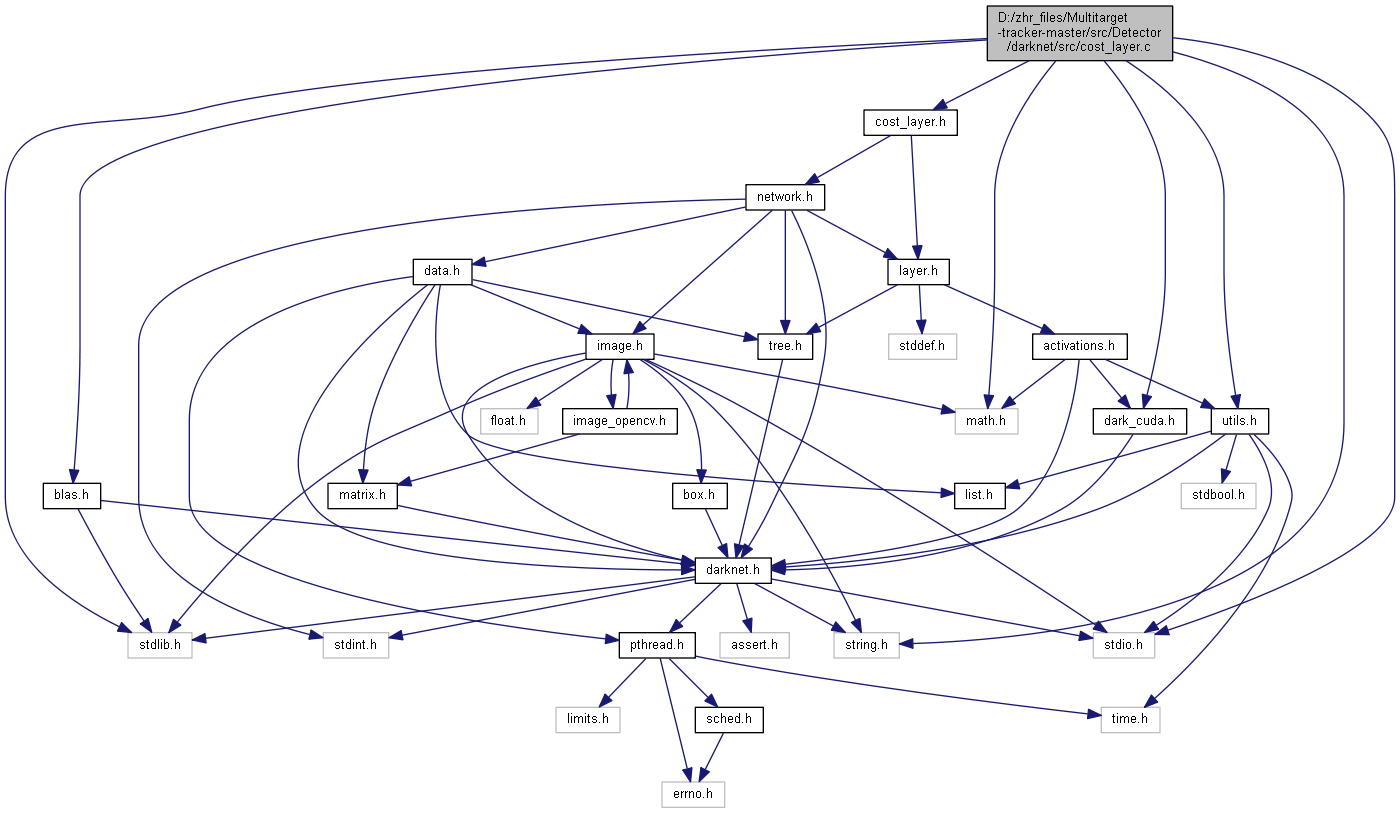 D:/zhr_files/Multitarget
-tracker-master/src/Detector
/darknet/src/cost_layer.c
cost_layer.h
network.h
data.h
layer.h
image.h
tree.h
stddef.h
activations.h
float.h
image_opencv.h
math.h
dark_cuda.h
utils.h
blas.h
matrix.h
box.h
list.h
stdbool.h
darknet.h
stdlib.h
stdint.h
pthread.h
assert.h
string.h
stdio.h
limits.h
sched.h
time.h
errno.h